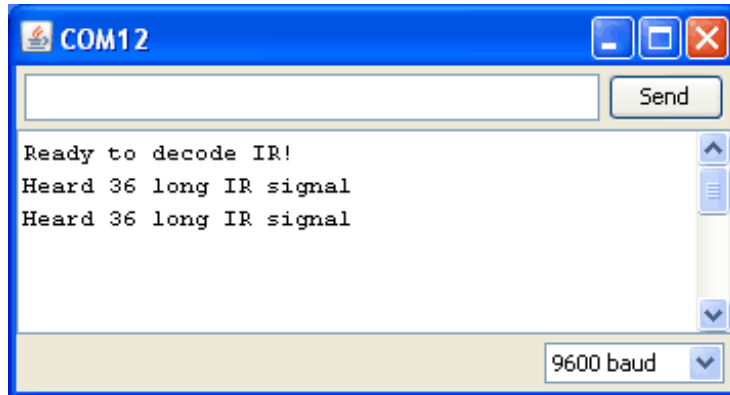 COM12
Send
Ready to decode IR!
Heard 36 long IR signal
Heard 36 long IR signal
9600 baud